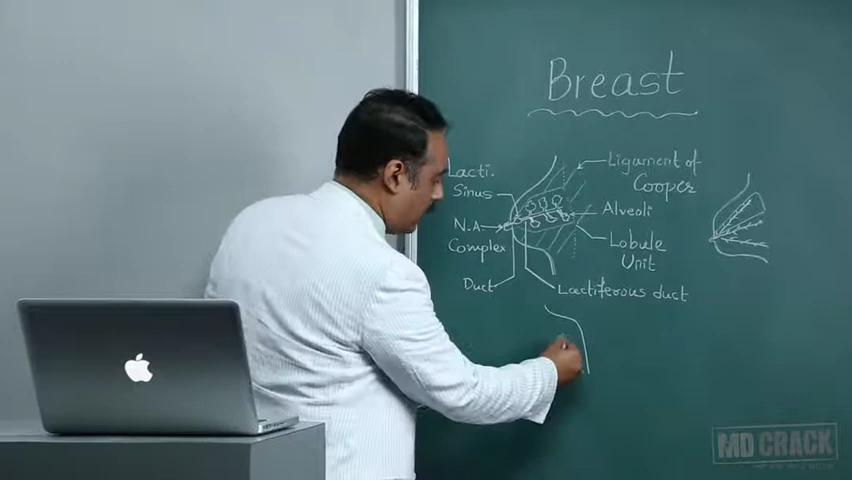 Breast
Lacti.
Sinus
Ligament of
Cooper
N.A
Complex
Alveoli
Lobule
Unit
Duct
Lactiferous duct
MD CRACK